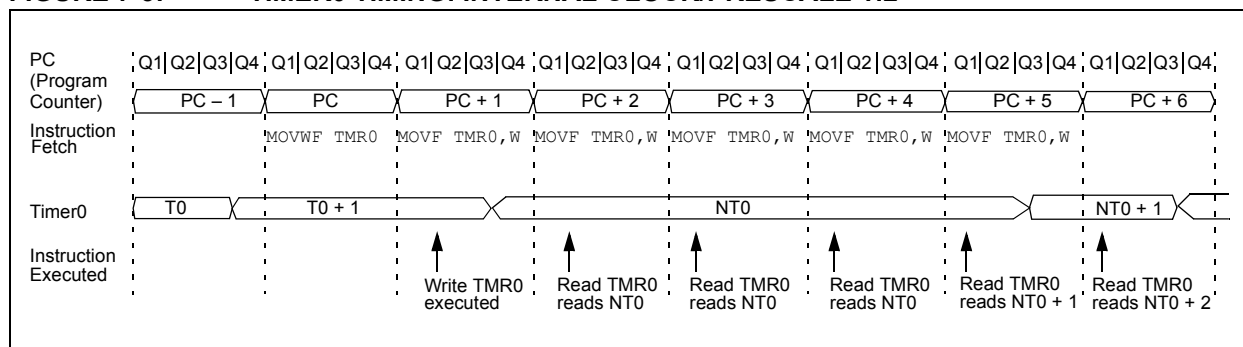 PC
(Program
Counter)
Q1 Q2 Q3 Q4 Q1 Q2 Q3 Q4 Q1 Q2 Q3 Q4 Q1 Q2 Q3 Q4 Q1 Q2 Q3 Q4 Q1 Q2 Q3 Q4 Q1 Q2 Q3 Q4 Q1 Q2 Q3 Q4
PC – 1 PC PC + 1 PC + 2 PC + 3 PC + 4 PC + 5 PC + 6
Instruction
Fetch
MOVWF TMR0 MOVF TMR0,W MOVF TMR0,W MOVF TMR0,W MOVF TMR0,W MOVF TMR0,W
Timer0
T0 T0 + 1 NT0 NT0 + 1
Instruction
Executed
Write TMR0
executed
Read TMR0
reads NT0
Read TMR0
reads NT0
Read TMR0
reads NT0
Read TMR0
reads NT0 + 1
Read TMR0
reads NT0 + 2